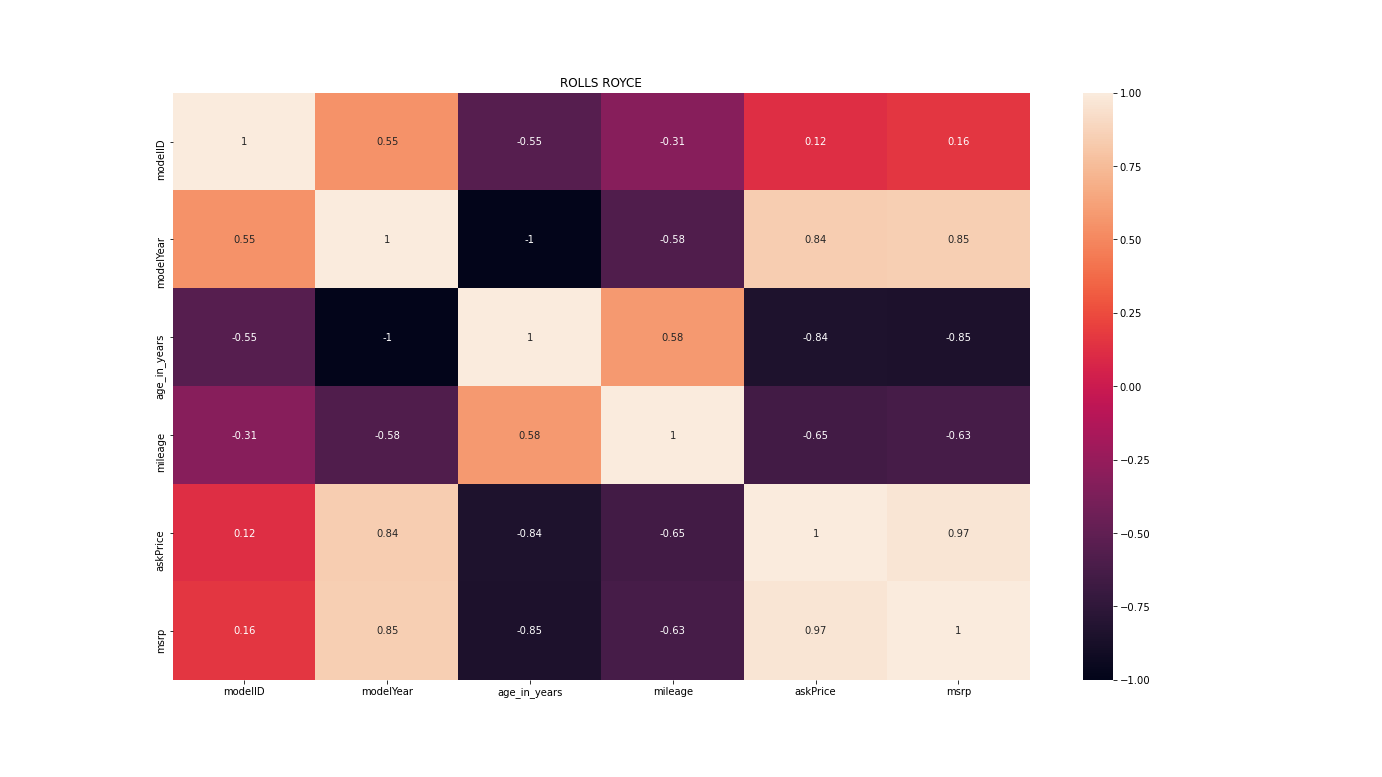 ROLLS ROYCE
modelID 1 0.55 -0.55 -0.31 0.12 0.16
modelYear 0.55 1 -1 -0.58 0.84 0.85
age_in_years -0.55 -1 1 0.58 -0.84 -0.85
mileage -0.31 -0.58 0.58 1 -0.65 -0.63
askPrice 0.12 0.84 -0.84 -0.65 1 0.97
msrp 0.16 0.85 -0.85 -0.63 0.97 1
modelID modelYear age_in_years mileage askPrice msrp
1.00
0.75
0.50
0.25
0.00
−0.25
−0.50
−0.75
−1.00